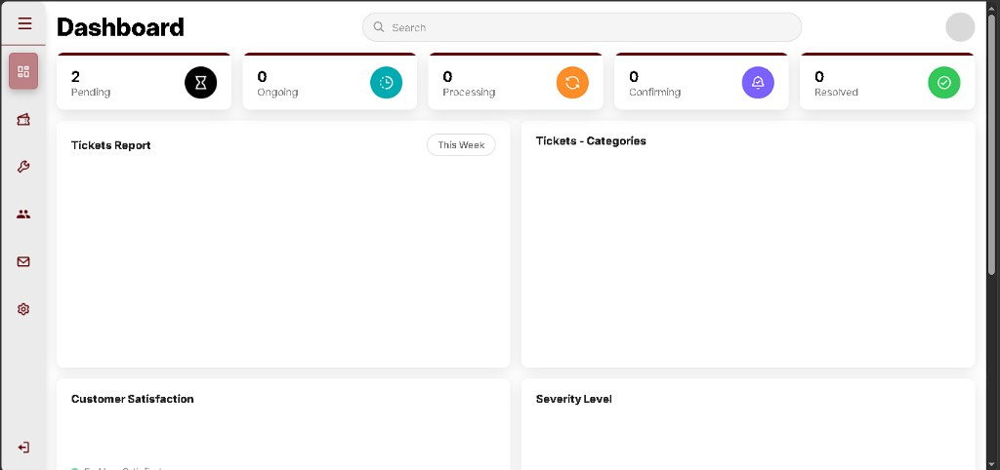 Dashboard
Search
2
Pending
0
Ongoing
0
Processing
0
Confirming
0
Resolved
Tickets Report
This Week
Tickets - Categories
Customer Satisfaction
Severity Level